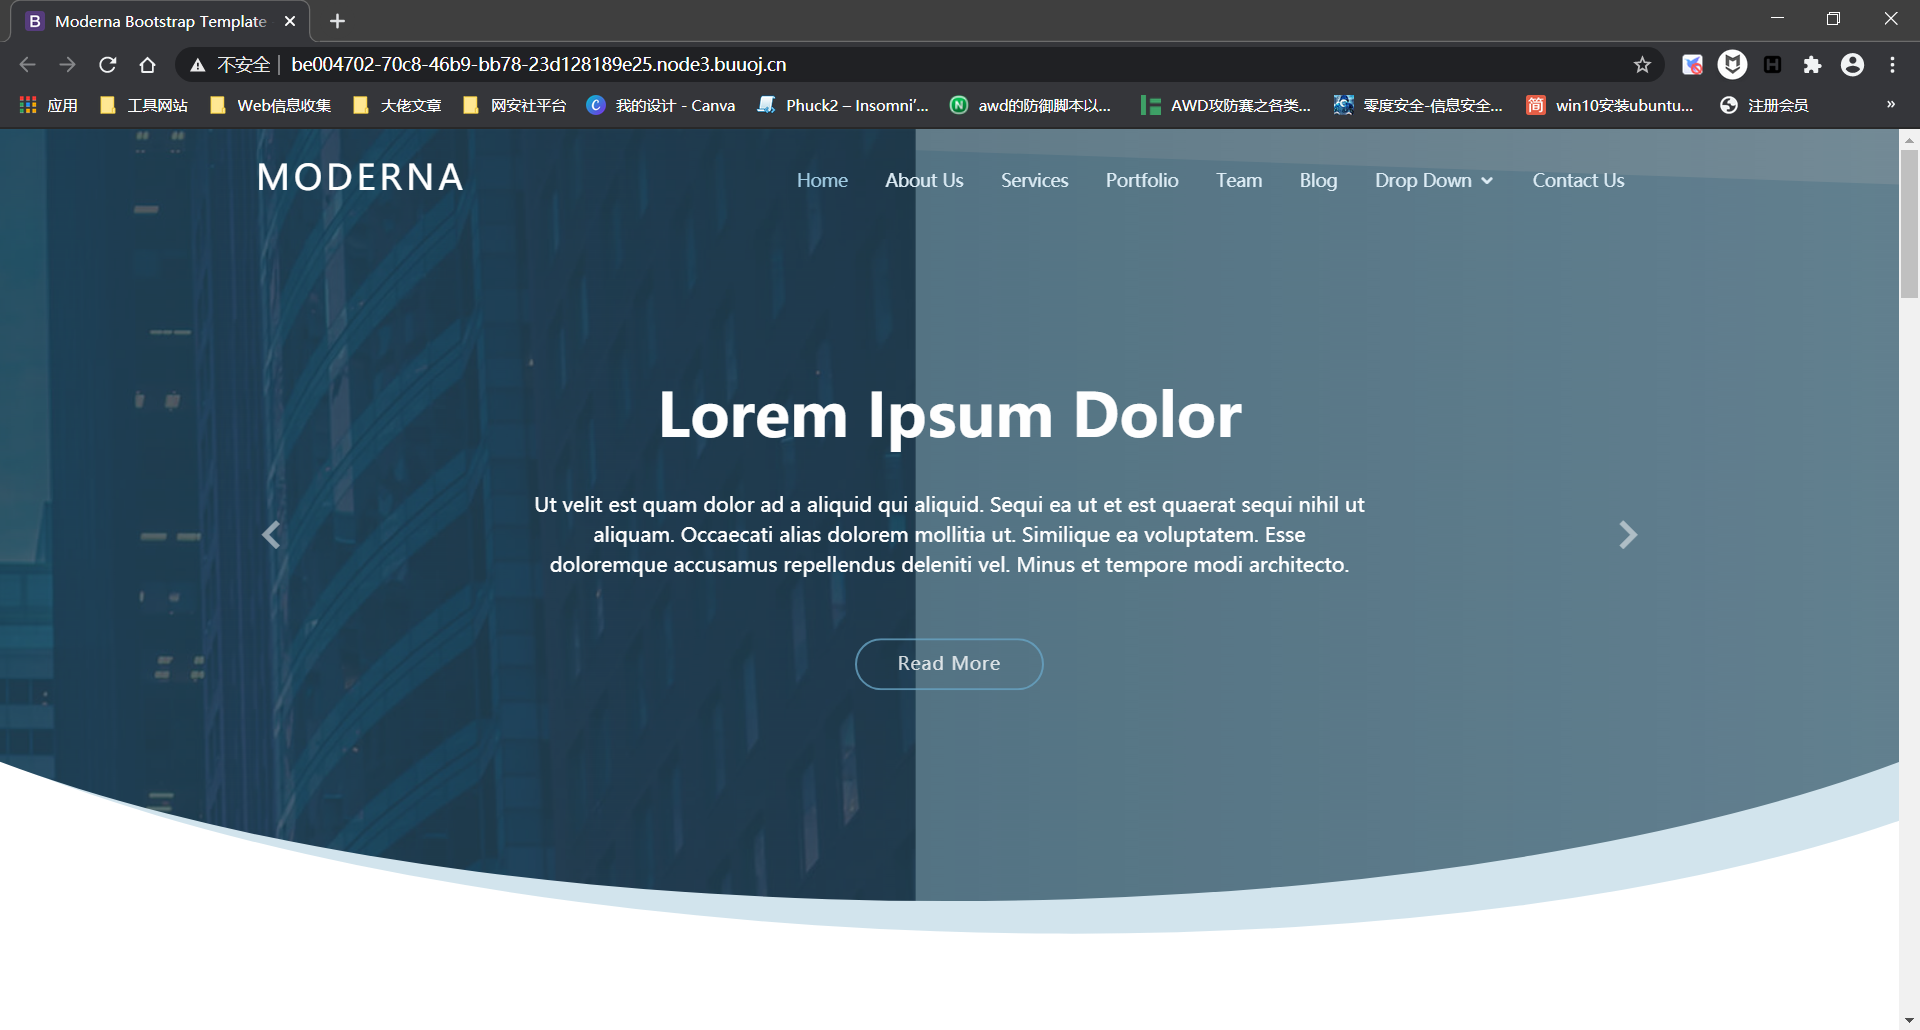 Moderna Bootstrap Template
不安全 be004702-70c8-46b9-bb78-23d128189e25.node3.buuoj.cn
应用 工具网站 Web信息收集 大佬文章 网安社平台 我的设计 - Canva Phuck2 – Insomni'... awd的防御脚本以... AWD攻防赛之各类... 零度安全-信息安全... win10安装ubuntu... 注册会员 »
MODERNA
Home About Us Services Portfolio Team Blog Drop Down Contact Us
Lorem Ipsum Dolor
Ut velit est quam dolor ad a aliquid qui aliquid. Sequi ea ut et est quaerat sequi nihil ut
aliquam. Occaecati alias dolorem mollitia ut. Similique ea voluptatem. Esse
doloremque accusamus repellendus deleniti vel. Minus et tempore modi architecto.
Read More